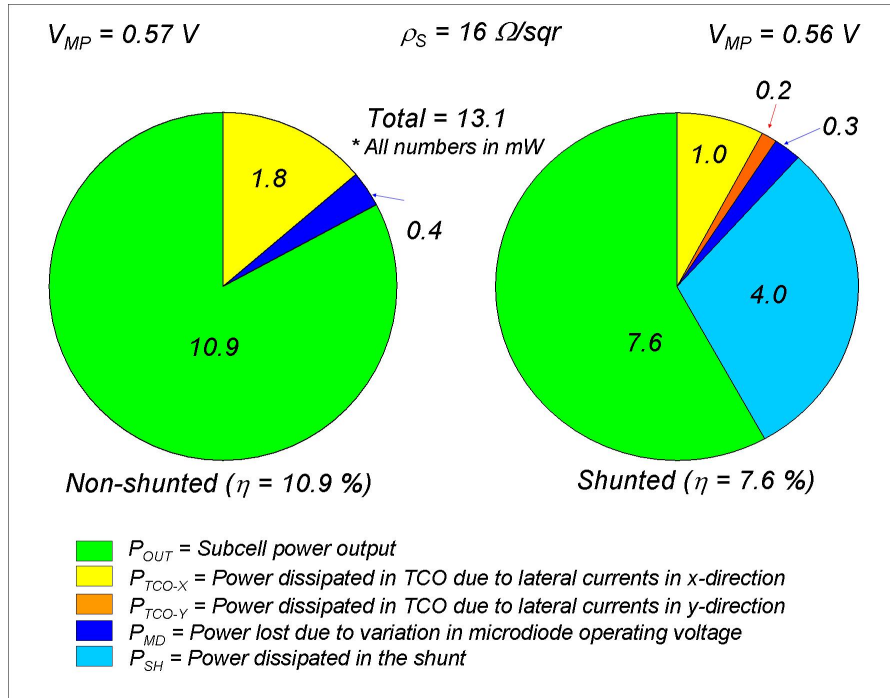 V_MP = 0.57 V
ρ_S = 16 Ω/sqr
V_MP = 0.56 V
Total = 13.1
* All numbers in mW
1.8
0.4
10.9
0.2
0.3
1.0
4.0
7.6
Non-shunted (η = 10.9 %)
Shunted (η = 7.6 %)
P_OUT = Subcell power output
P_TCO-X = Power dissipated in TCO due to lateral currents in x-direction
P_TCO-Y = Power dissipated in TCO due to lateral currents in y-direction
P_MD = Power lost due to variation in microdiode operating voltage
P_SH = Power dissipated in the shunt